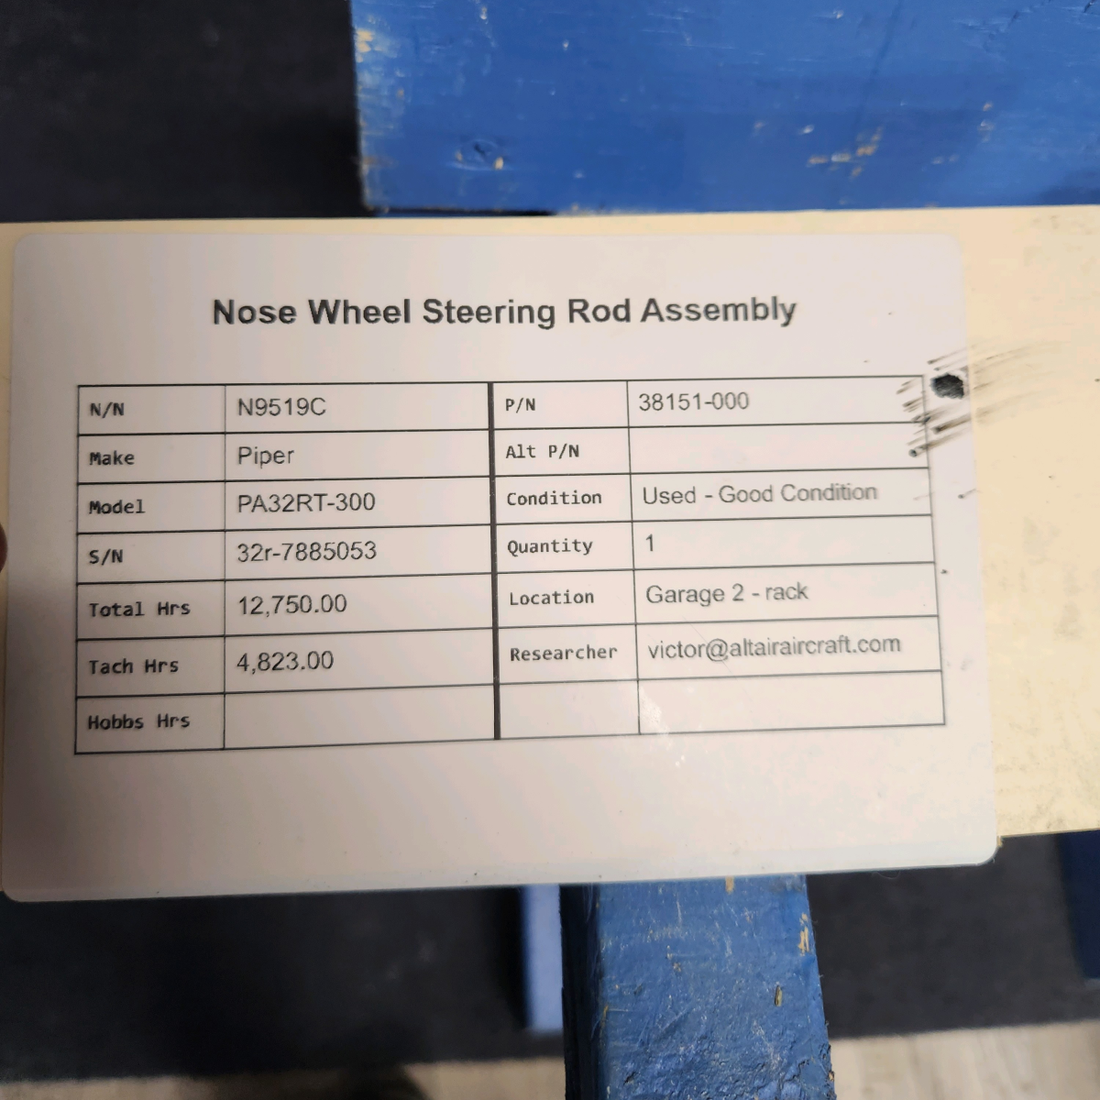 Nose Wheel Steering Rod Assembly
N/N N9519C P/N 38151-000
Make Piper Alt P/N
Model PA32RT-300 Condition Used - Good Condition
S/N 32r-7885053 Quantity 1
Total Hrs 12,750.00 Location Garage 2 - rack
Tach Hrs 4,823.00 Researcher victor@altairaircraft.com
Hobbs Hrs